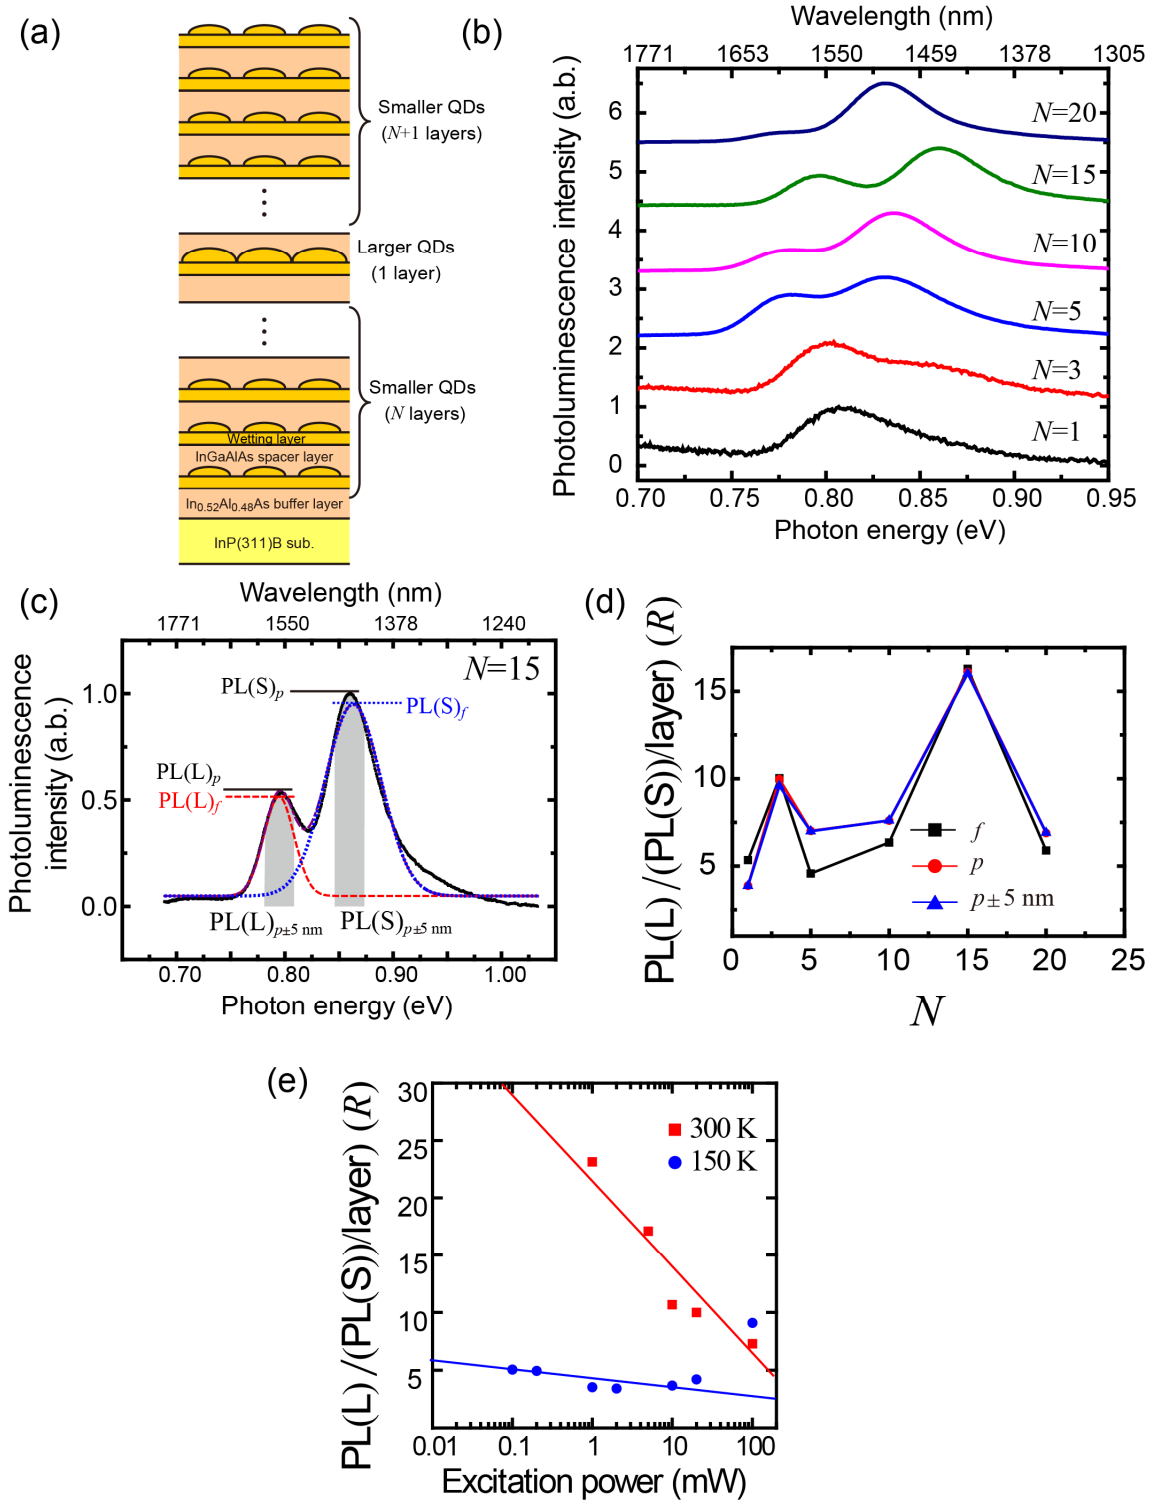 (a)
Smaller QDs
(N+1 layers)
Larger QDs
(1 layer)
Smaller QDs
(N layers)
Wetting layer
InGaAlAs spacer layer
In0.52Al0.48As buffer layer
InP(311)B sub.
(b)
Wavelength (nm)
1771 1653 1550 1459 1378 1305
Photoluminescence intensity (a.b.)
6
5
4
3
2
1
0
N=20
N=15
N=10
N=5
N=3
N=1
0.70 0.75 0.80 0.85 0.90 0.95
Photon energy (eV)
(c)
Wavelength (nm)
1771 1550 1378 1240
Photoluminescence
intensity (a.b.)
1.0
0.5
0.0
N=15
PL(S)p
PL(S)f
PL(L)p
PL(L)f
PL(L)p±5 nm
PL(S)p±5 nm
0.70 0.80 0.90 1.00
Photon energy (eV)
(d)
PL(L) /(PL(S))/layer) (R)
15
10
5
f
p
p±5 nm
0 5 10 15 20 25
N
(e)
PL(L) /(PL(S))/layer) (R)
30
25
20
15
10
5
300 K
150 K
0.01 0.1 1 10 100
Excitation power (mW)